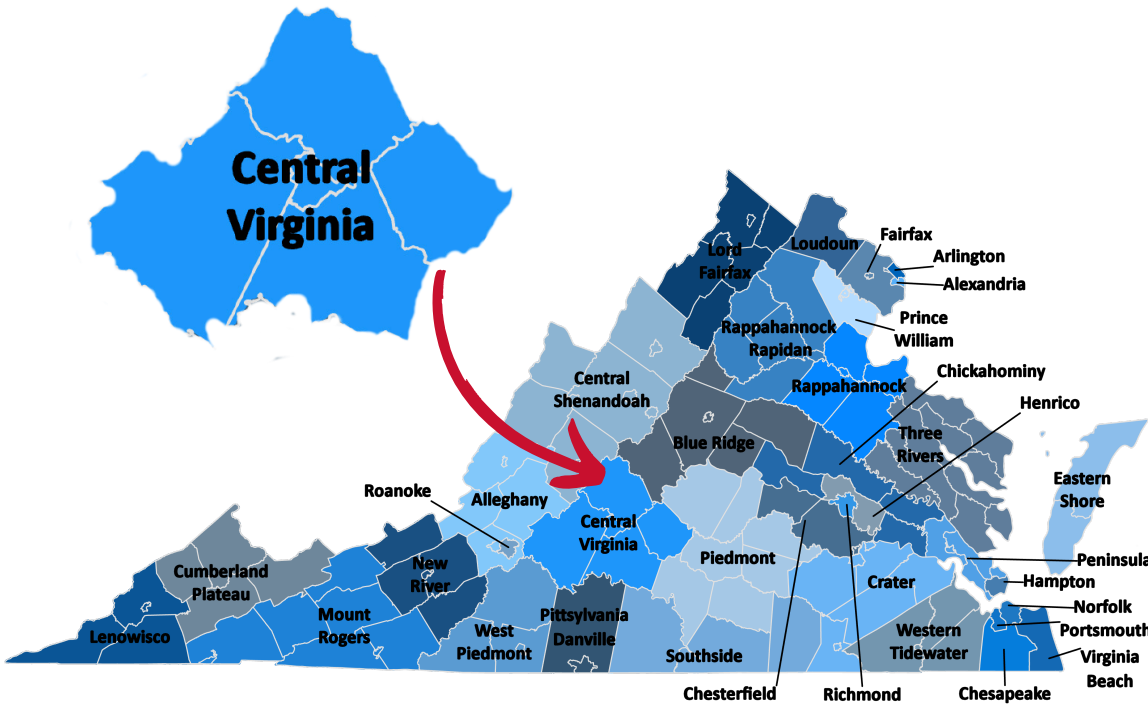 Central
Virginia
Lord
Fairfax
Loudoun
Fairfax
Arlington
Alexandria
Prince
William
Rappahannock
Rapidan
Chickahominy
Central
Shenandoah
Rappahannock
Henrico
Blue Ridge
Three
Rivers
Eastern
Shore
Roanoke
Alleghany
Central
Virginia
Piedmont
Peninsula
Cumberland
Plateau
New
River
Crater
Hampton
Norfolk
Lenowisco
Mount
Rogers
West
Piedmont
Pittsylvania
Danville
Southside
Western
Tidewater
Portsmouth
Virginia
Beach
Chesterfield
Richmond
Chesapeake